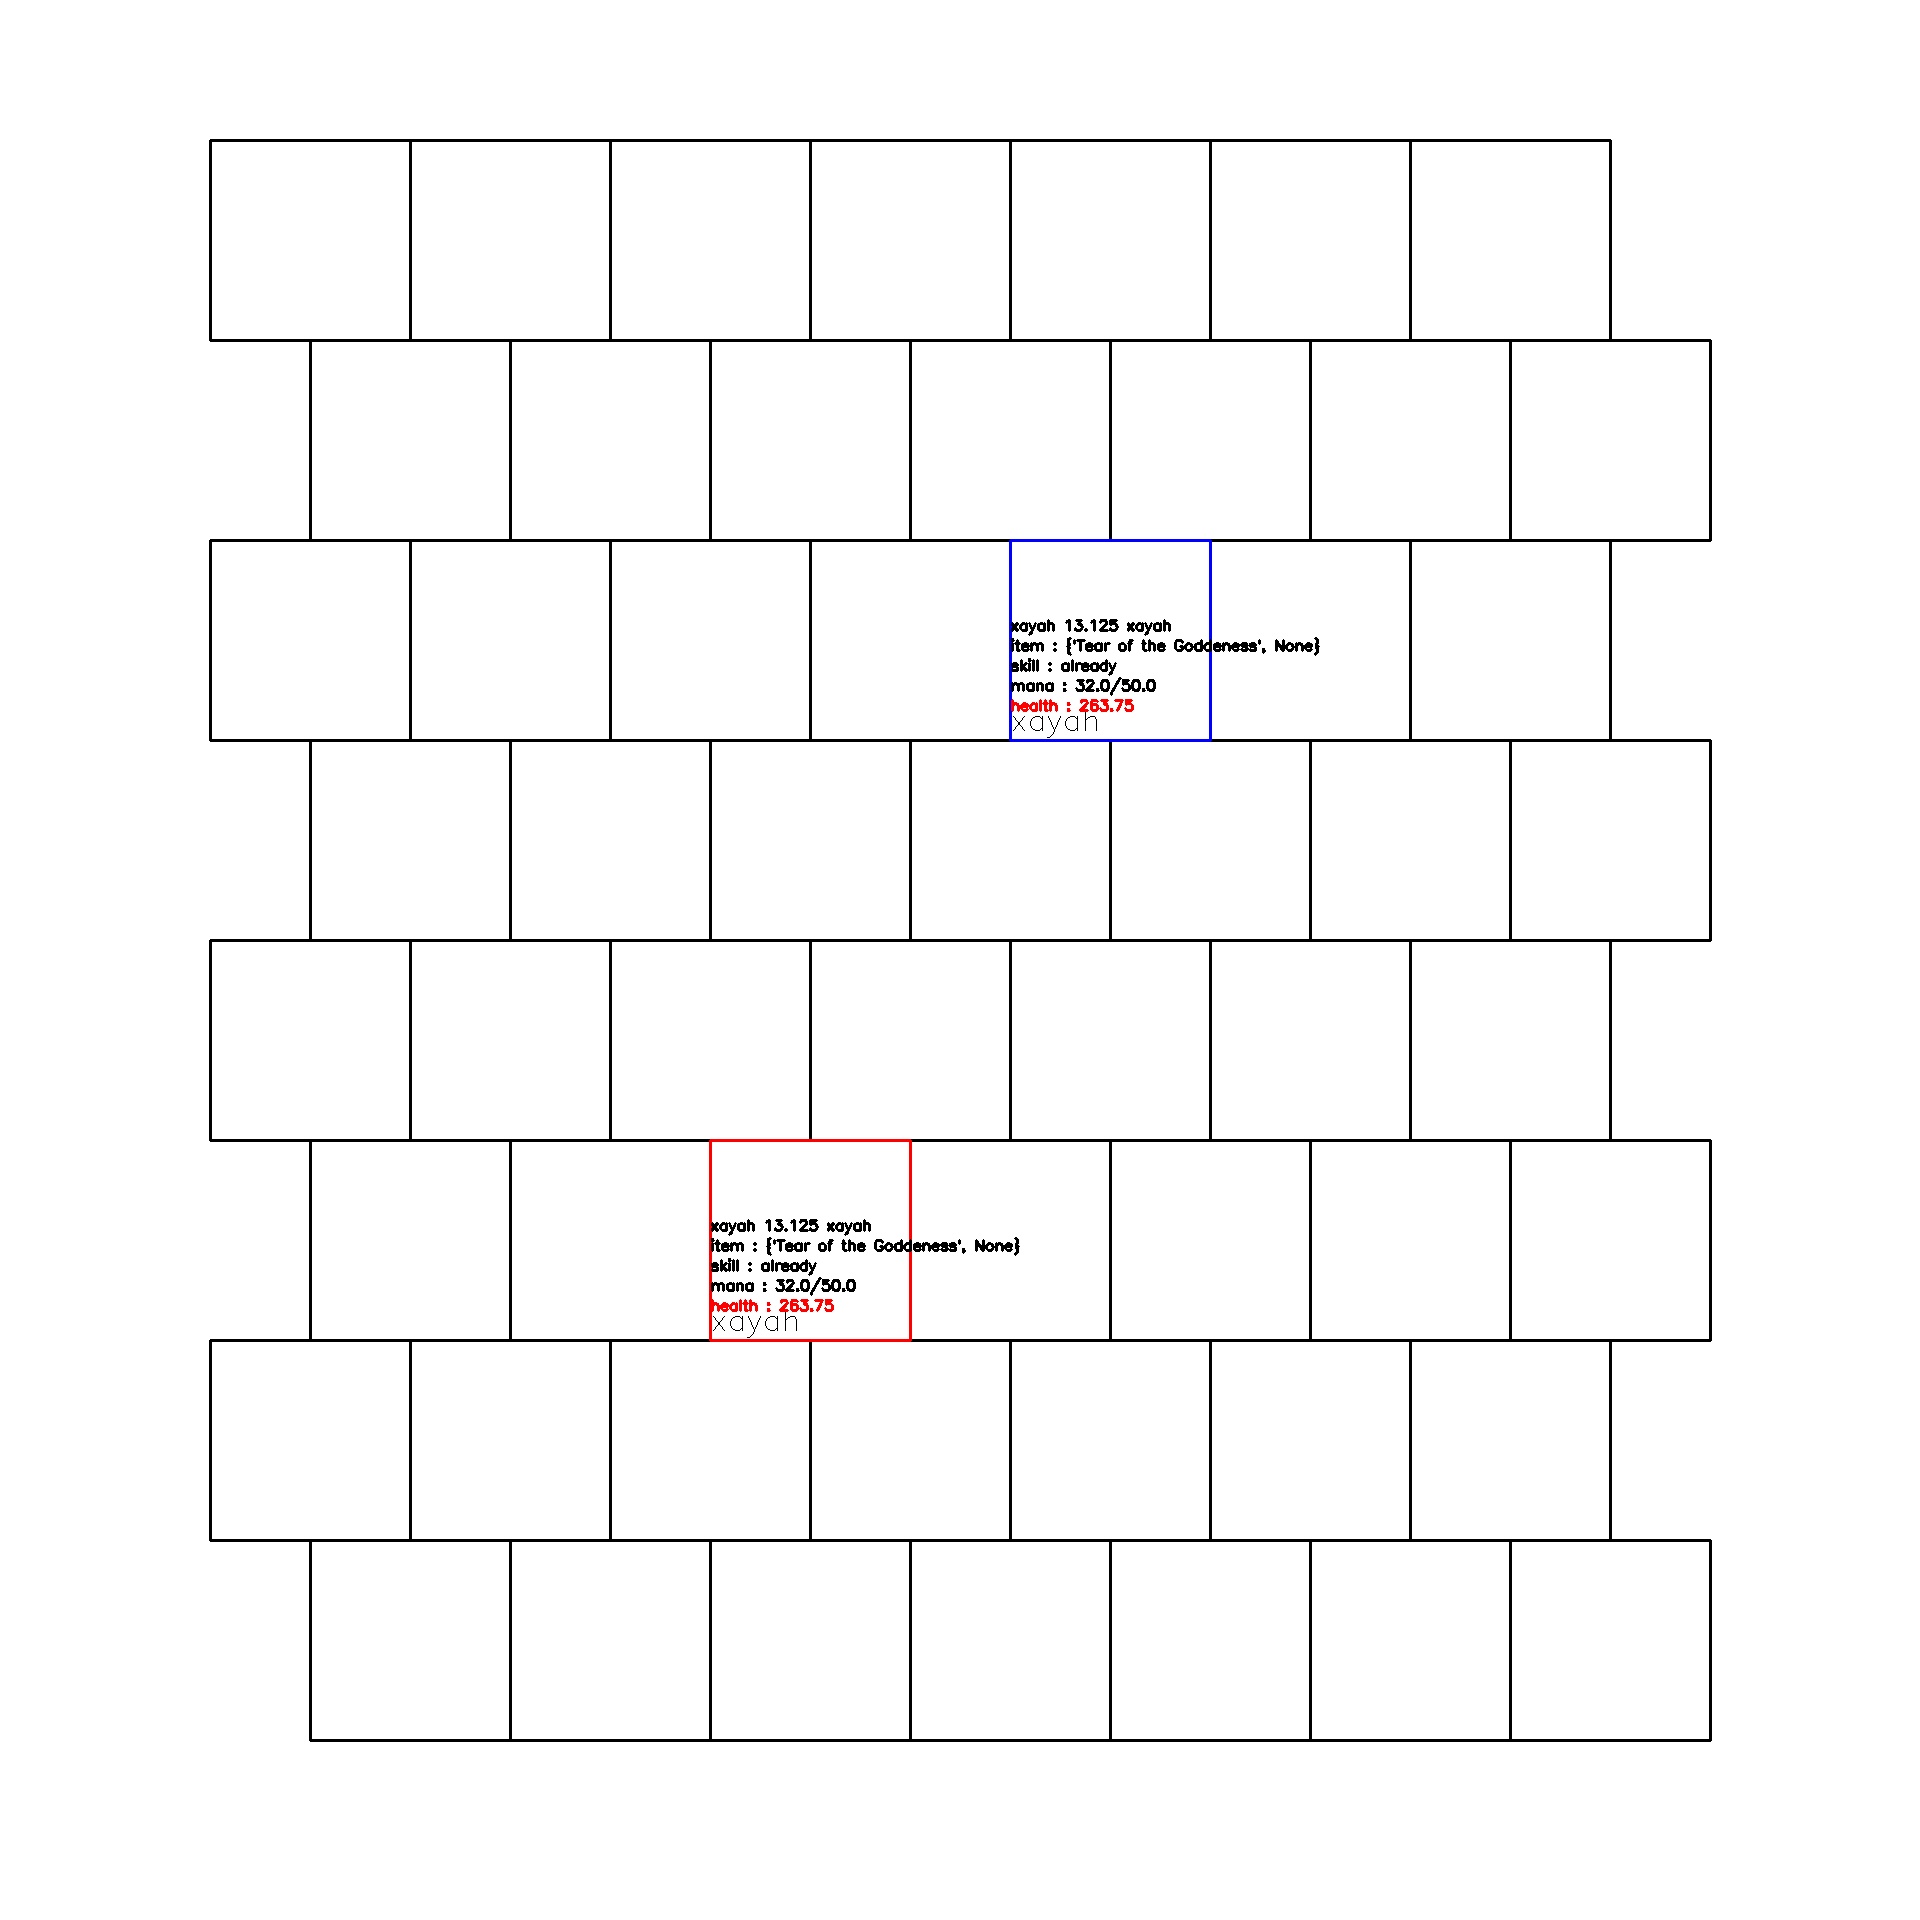 xayah 13.125 xayah
item : {'Tear of the Goddeness', None}
skill : already
mana : 32.0/50.0
health : 263.75
xayah
xayah 13.125 xayah
item : {'Tear of the Goddeness', None}
skill : already
mana : 32.0/50.0
health : 263.75
xayah